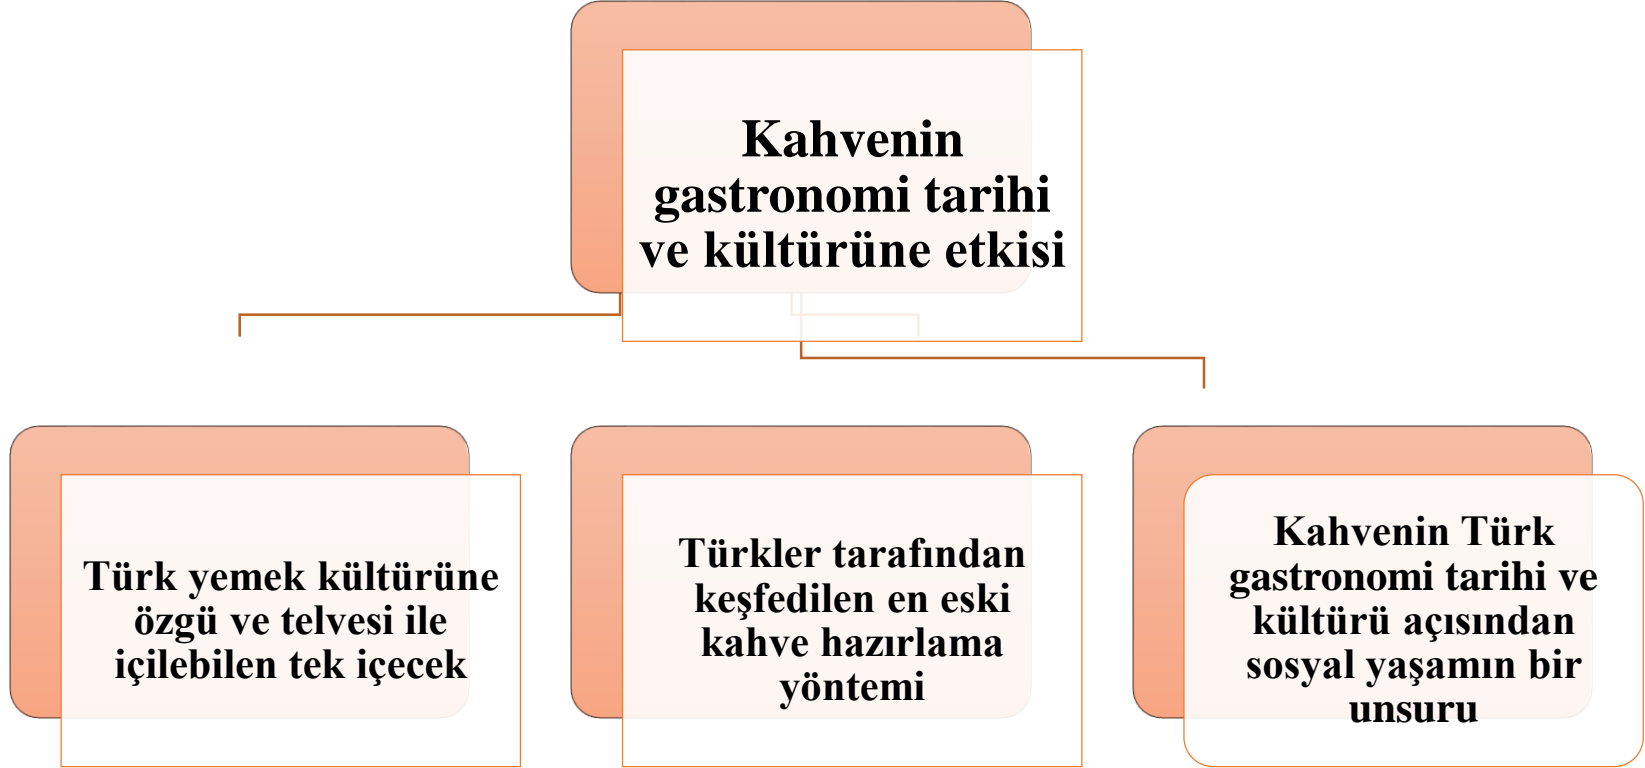 Kahvenin
gastronomi tarihi
ve kültürüne etkisi
Türk yemek kültürüne
özgü ve telvesi ile
içilebilen tek içecek
Türkler tarafından
keşfedilen en eski
kahve hazırlama
yöntemi
Kahvenin Türk
gastronomi tarihi ve
kültürü açısından
sosyal yaşamın bir
unsuru